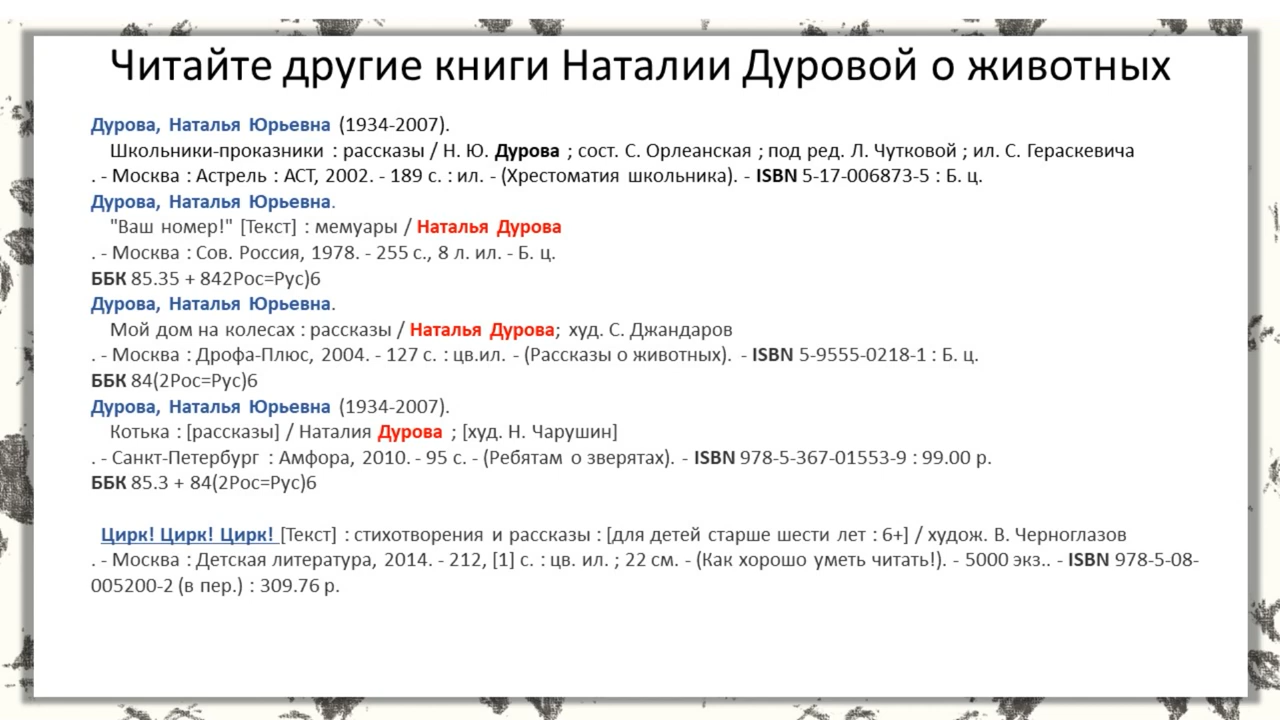 Читайте другие книги Наталии Дуровой о животных
Дурова, Наталья Юрьевна (1934-2007).
Школьники-проказники : рассказы / Н. Ю. Дурова ; сост. С. Орлеанская ; под ред. Л. Чутковой ; ил. С. Гераскевича
. - Москва : Астрель : АСТ, 2002. - 189 с. : ил. - (Хрестоматия школьника). - ISBN 5-17-006873-5 : Б. ц.
Дурова, Наталья Юрьевна.
"Ваш номер!" [Текст] : мемуары / Наталья Дурова
. - Москва : Сов. Россия, 1978. - 255 с., 8 л. ил. - Б. ц.
ББК 85.35 + 842Рос=Рус)6
Дурова, Наталья Юрьевна.
Мой дом на колесах : рассказы / Наталья Дурова; худ. С. Джандаров
. - Москва : Дрофа-Плюс, 2004. - 127 с. : цв.ил. - (Рассказы о животных). - ISBN 5-9555-0218-1 : Б. ц.
ББК 84(2Рос=Рус)6
Дурова, Наталья Юрьевна (1934-2007).
Котька : [рассказы] / Наталия Дурова ; [худ. Н. Чарушин]
. - Санкт-Петербург : Амфора, 2010. - 95 с. - (Ребятам о зверятах). - ISBN 978-5-367-01553-9 : 99.00 р.
ББК 85.3 + 84(2Рос=Рус)6
Цирк! Цирк! Цирк! [Текст] : стихотворения и рассказы : [для детей старше шести лет : 6+] / худож. В. Черноглазов
. - Москва : Детская литература, 2014. - 212, [1] с. : цв. ил. ; 22 см. - (Как хорошо уметь читать!). - 5000 экз.. - ISBN 978-5-08-
005200-2 (в пер.) : 309.76 р.